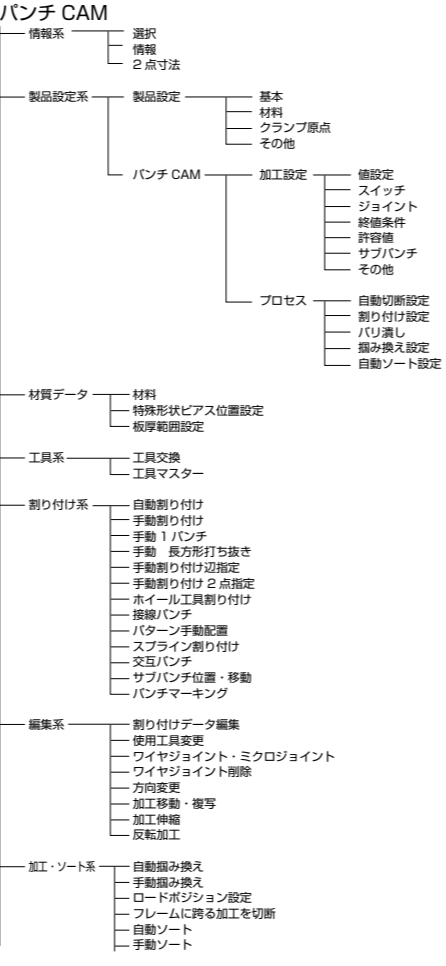 パンチ CAM
情報系 選択
情報
2 点寸法
製品設定系 製品設定 基本
材料
クランプ原点
その他
パンチ CAM 加工設定 値設定
スイッチ
ジョイント
終値条件
許容値
サブパンチ
その他
プロセス 自動切断設定
割り付け設定
バリ潰し
掴み換え設定
自動ソート設定
材質データ 材料
特殊形状ピアス位置設定
板厚範囲設定
工具系 工具交換
工具マスター
割り付け系 自動割り付け
手動割り付け
手動 1 パンチ
手動　長方形打ち抜き
手動割り付け辺指定
手動割り付け 2 点指定
ホイール工具割り付け
接線パンチ
パターン手動配置
スプライン割り付け
交互パンチ
サブパンチ位置・移動
パンチマーキング
編集系 割り付けデータ編集
使用工具変更
ワイヤジョイント・ミクロジョイント
ワイヤジョイント削除
方向変更
加工移動・複写
加工伸縮
反転加工
加工・ソート系 自動掴み換え
手動掴み換え
ロードポジション設定
フレームに跨る加工を切断
自動ソート
手動ソート